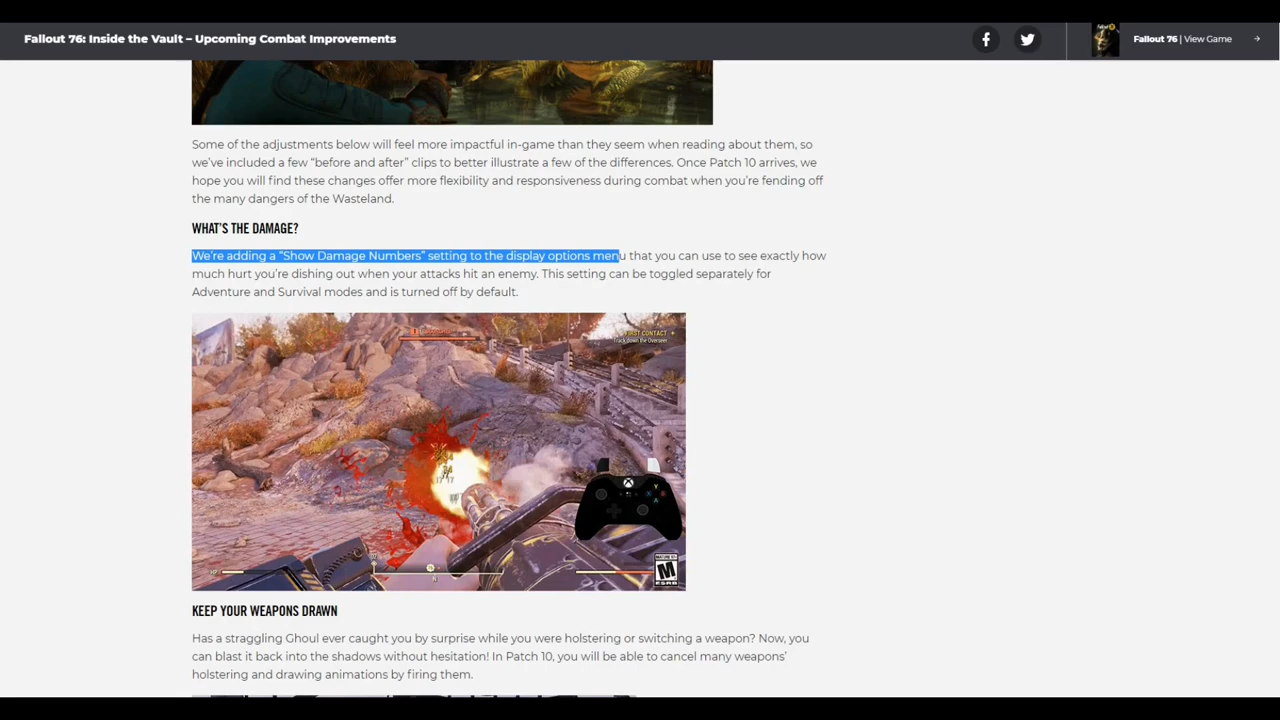 Fallout 76: Inside the Vault – Upcoming Combat Improvements
Fallout 76 | View Game
Some of the adjustments below will feel more impactful in-game than they seem when reading about them, so
we’ve included a few “before and after” clips to better illustrate a few of the differences. Once Patch 10 arrives, we
hope you will find these changes offer more flexibility and responsiveness during combat when you’re fending off
the many dangers of the Wasteland.
WHAT’S THE DAMAGE?
We’re adding a “Show Damage Numbers” setting to the display options menu that you can use to see exactly how
much hurt you’re dishing out when your attacks hit an enemy. This setting can be toggled separately for
Adventure and Survival modes and is turned off by default.
FIRST CONTACT
Track down the Overseer
HP
MATURE 17+
M
ESRB
KEEP YOUR WEAPONS DRAWN
Has a straggling Ghoul ever caught you by surprise while you were holstering or switching a weapon? Now, you
can blast it back into the shadows without hesitation! In Patch 10, you will be able to cancel many weapons’
holstering and drawing animations by firing them.